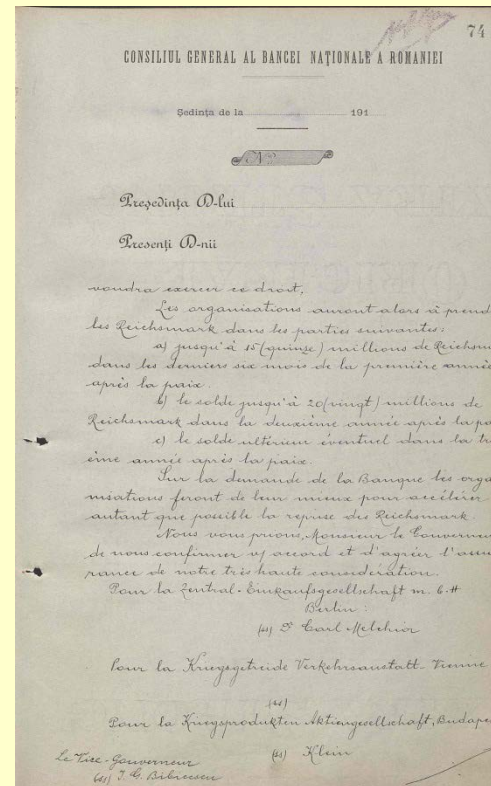 74
CONSILIUL GENERAL AL BANCEI NAŢIONALE A ROMANIEI
Şedinţa de la 191
Nº
Preşedinţa D-lui
Presenţi D-nii
voudra exercer ce droit.
Les organisations auront alors à prend
les Reichsmark dans les parties suivantes:
a) jusqu'à 15 (quinze) millions de Reichsm
dans les derniers six mois de la première année
après la paix.
b) le solde jusqu'à 20 (vingt) millions de
Reichsmark dans la deuxième année après la pa
c) le solde ultérieur éventuel dans la tr
ème année après la paix.
Sur la demande de la Banque les orga
nisations feront de leur mieux pour accélérer
autant que possible la reprise des Reichsmark.
Nous vous prions, Monsieur le Gouverneur
de nous confirmer v/ accord et d'agréer l'assu
rance de notre très haute considération.
Pour la Zentral-Einkaufsgesellschaft m. b. H
Berlin:
(ss) Dr Carl Melchior
Pour la Kriegsgetreide Verkehrsanstalt-Vienne
(ss)
Pour la Kriegsprodukten Aktiengesellschaft, Budape
(ss) Klein
Le Vice-Gouverneur
(ss) I. G. Bibicescu